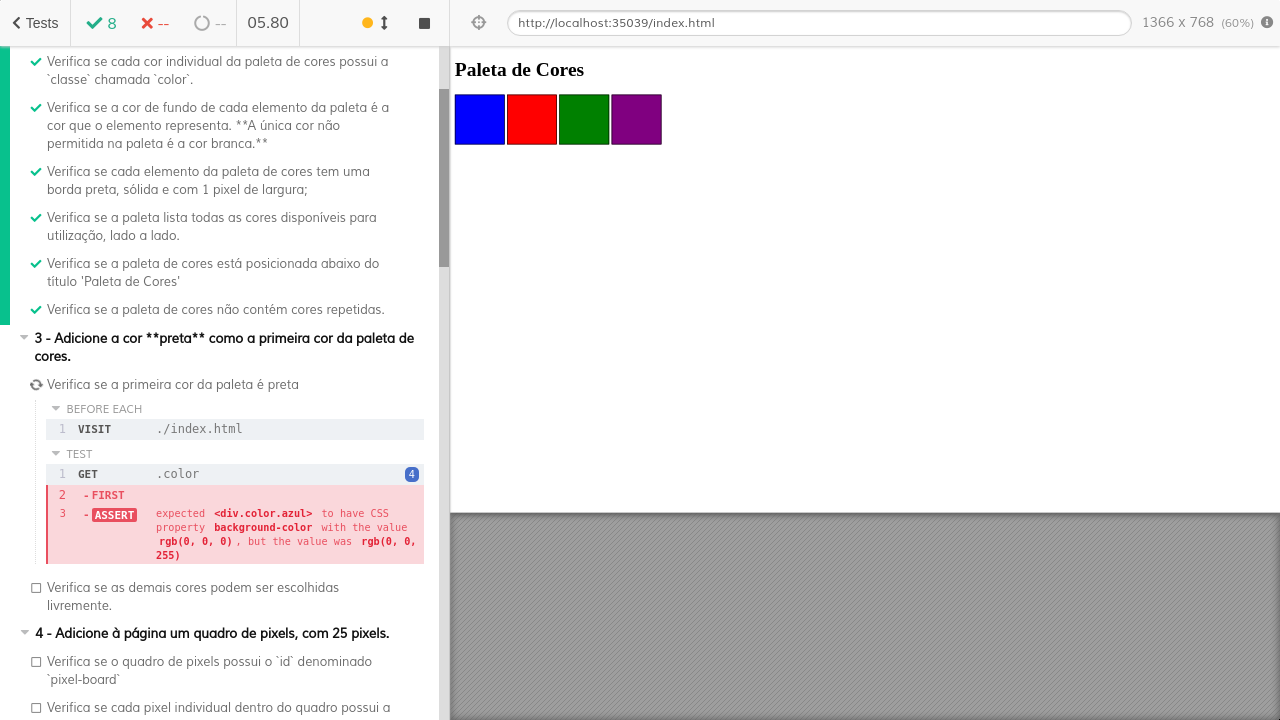 Tests
8
--
--
05.80
http://localhost:35039/index.html
1366 x 768 (60%)
Verifica se cada cor individual da paleta de cores possui a
`classe` chamada `color`.
Verifica se a cor de fundo de cada elemento da paleta é a
cor que o elemento representa. **A única cor não
permitida na paleta é a cor branca.**
Verifica se cada elemento da paleta de cores tem uma
borda preta, sólida e com 1 pixel de largura;
Verifica se a paleta lista todas as cores disponíveis para
utilização, lado a lado.
Verifica se a paleta de cores está posicionada abaixo do
título 'Paleta de Cores'
Verifica se a paleta de cores não contém cores repetidas.
3 - Adicione a cor **preta** como a primeira cor da paleta de
cores.
Verifica se a primeira cor da paleta é preta
BEFORE EACH
1 VISIT ./index.html
TEST
1 GET .color 4
2 - FIRST
3 - ASSERT expected <div.color.azul> to have CSS
property background-color with the value
rgb(0, 0, 0), but the value was rgb(0, 0,
255)
Verifica se as demais cores podem ser escolhidas
livremente.
4 - Adicione à página um quadro de pixels, com 25 pixels.
Verifica se o quadro de pixels possui o `id` denominado
`pixel-board`
Verifica se cada pixel individual dentro do quadro possui a
Paleta de Cores